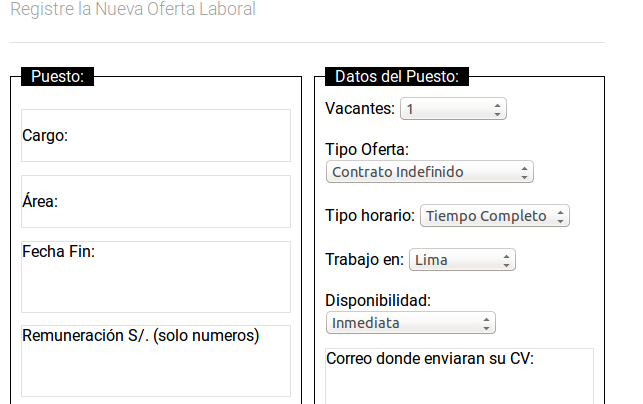 Registre la Nueva Oferta Laboral
Puesto:
Cargo:
Área:
Fecha Fin:
Remuneración S/. (solo numeros)
Datos del Puesto:
Vacantes: 1
Tipo Oferta:
Contrato Indefinido
Tipo horario: Tiempo Completo
Trabajo en: Lima
Disponibilidad:
Inmediata
Correo donde enviaran su CV: